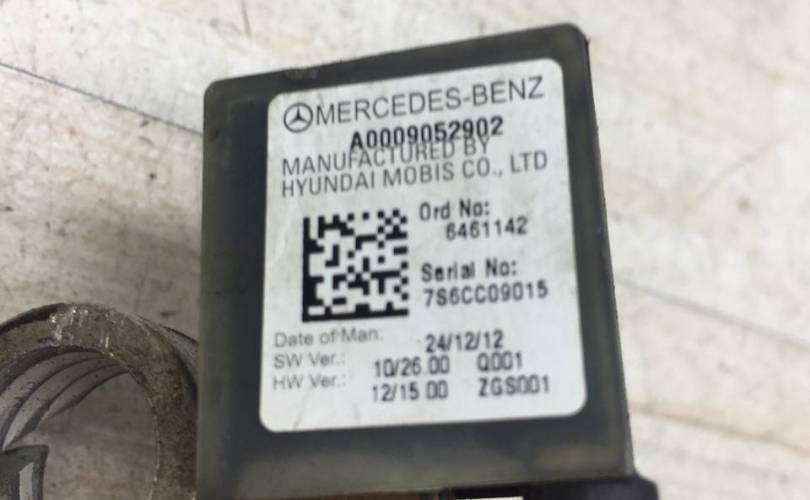 MERCEDES-BENZ
A0009052902
MANUFACTURED BY
HYUNDAI MOBIS CO., LTD
Ord No:
6461142
Serial No:
7S6CC09015
Date of Man: 24/12/12
SW Ver.: 10/26.00 Q001
HW Ver.: 12/15 00 ZGS001